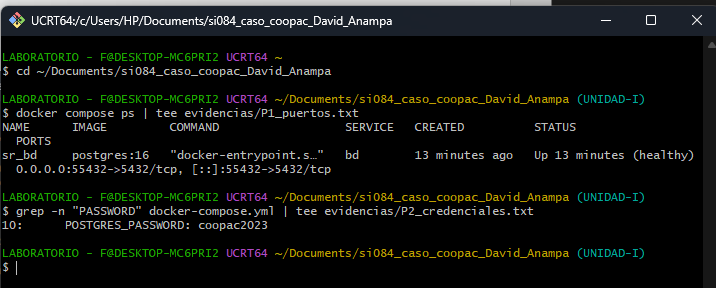 UCRT64:/c/Users/HP/Documents/si084_caso_coopac_David_Anampa
LABORATORIO - F@DESKTOP-MC6PRI2 UCRT64 ~
$ cd ~/Documents/si084_caso_coopac_David_Anampa
LABORATORIO - F@DESKTOP-MC6PRI2 UCRT64 ~/Documents/si084_caso_coopac_David_Anampa (UNIDAD-I)
$ docker compose ps | tee evidencias/P1_puertos.txt
NAME      IMAGE         COMMAND                  SERVICE   CREATED          STATUS
  PORTS
sr_bd     postgres:16   "docker-entrypoint.s…"   bd        13 minutes ago   Up 13 minutes (healthy)
  0.0.0.0:55432->5432/tcp, [::]:55432->5432/tcp
LABORATORIO - F@DESKTOP-MC6PRI2 UCRT64 ~/Documents/si084_caso_coopac_David_Anampa (UNIDAD-I)
$ grep -n "PASSWORD" docker-compose.yml | tee evidencias/P2_credenciales.txt
10:      POSTGRES_PASSWORD: coopac2023
LABORATORIO - F@DESKTOP-MC6PRI2 UCRT64 ~/Documents/si084_caso_coopac_David_Anampa (UNIDAD-I)
$